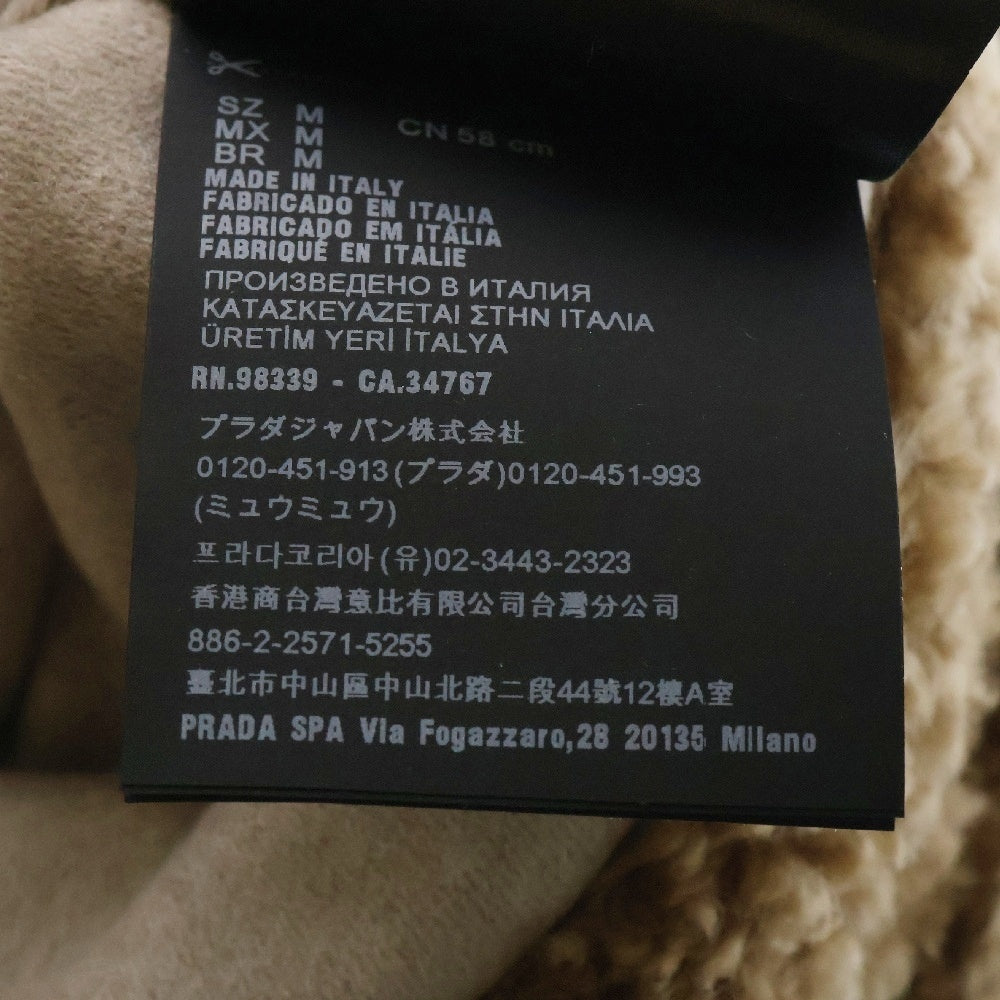 SZ M
MX M CN 58 cm
BR M
MADE IN ITALY
FABRICADO EN ITALIA
FABRICADO EM ITÁLIA
FABRIQUÉ EN ITALIE
ПРОИЗВЕДЕНО В ИТАЛИЯ
ΚΑΤΑΣΚΕΥΑΖΕΤΑΙ ΣΤΗΝ ΙΤΑΛΙΑ
ÜRETİM YERİ İTALYA
RN.98339 - CA.34767
プラダジャパン株式会社
0120-451-913(プラダ)0120-451-993
(ミュウミュウ)
프라다코리아(유)02-3443-2323
香港商台灣意比有限公司台灣分公司
886-2-2571-5255
臺北市中山區中山北路二段44號12樓A室
PRADA SPA Via Fogazzaro,28 20135 Milano